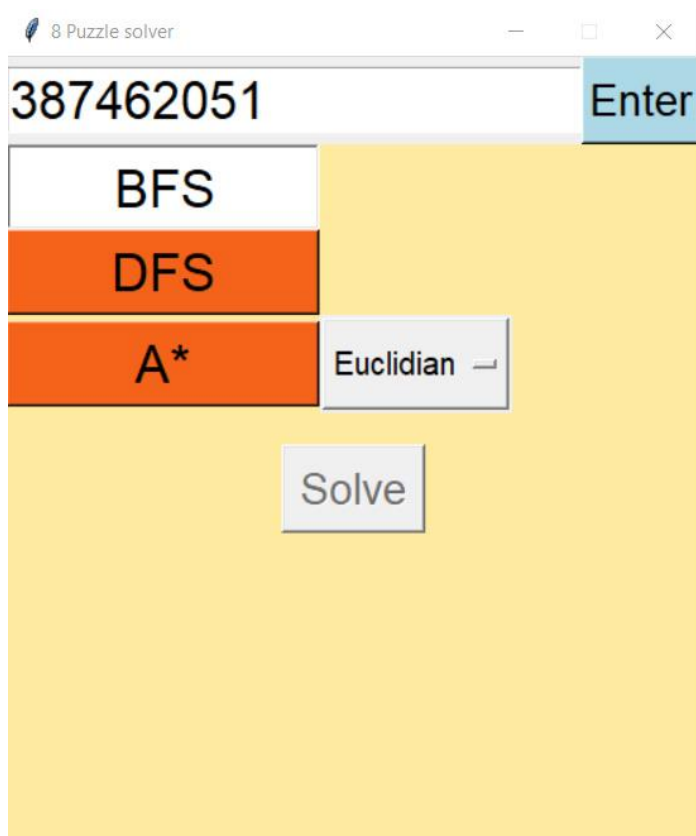 8 Puzzle solver
387462051 Enter
BFS
DFS
A* Euclidian
Solve